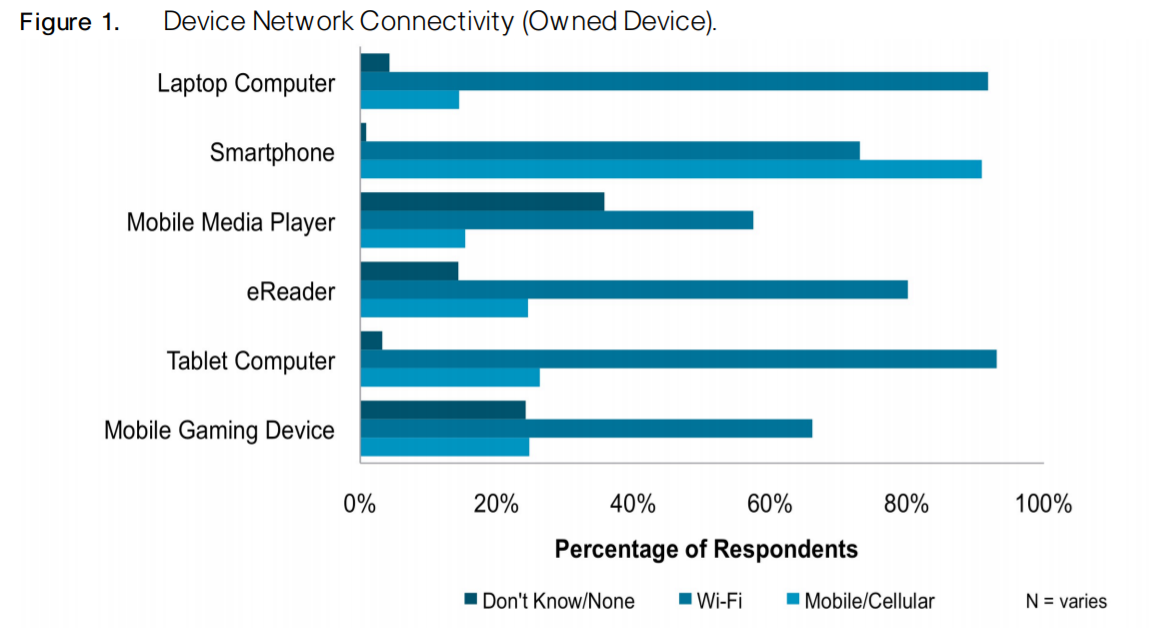 Figure 1. Device Network Connectivity (Owned Device).
Laptop Computer
Smartphone
Mobile Media Player
eReader
Tablet Computer
Mobile Gaming Device
0% 20% 40% 60% 80% 100%
Percentage of Respondents
Don't Know/None Wi-Fi Mobile/Cellular N = varies